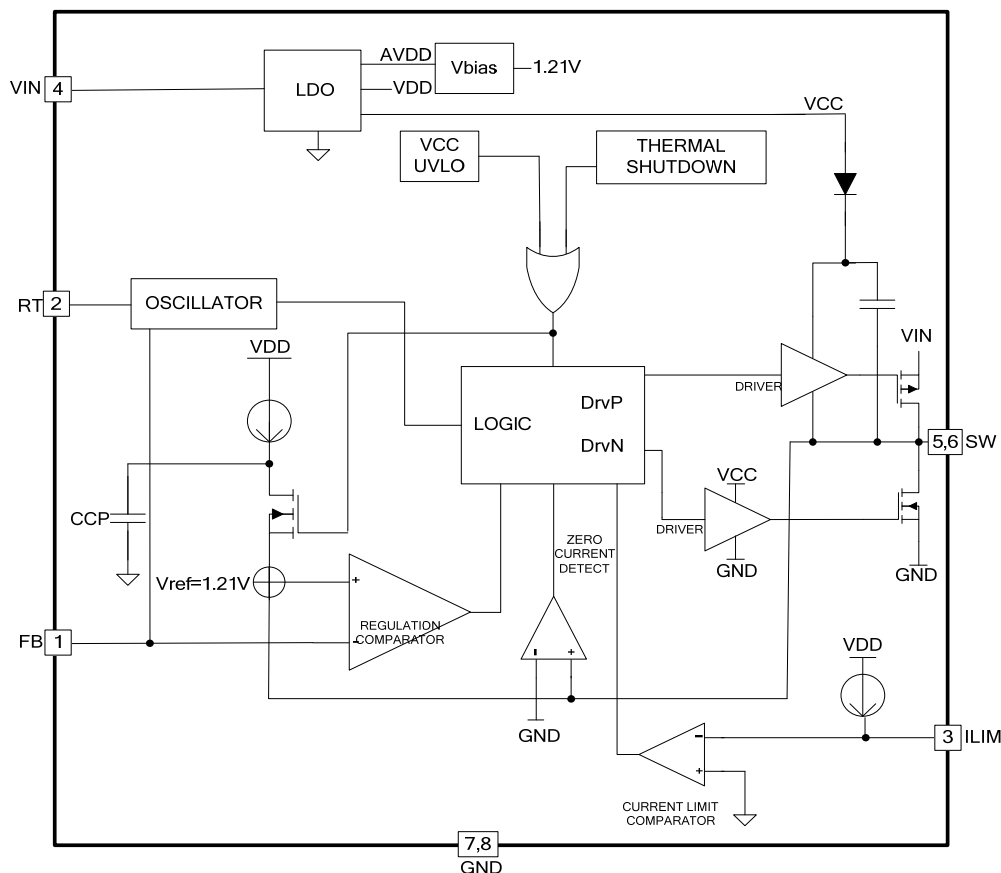 AVDD
Vbias
1.21V
VIN
4
LDO
VDD
VCC
VCC
UVLO
THERMAL
SHUTDOWN
RT
2
OSCILLATOR
VDD
VIN
DRIVER
DrvP
LOGIC
DrvN
5,6
SW
VCC
CCP
DRIVER
ZERO
CURRENT
DETECT
GND
GND
Vref=1.21V
+
REGULATION
COMPARATOR
-
FB
1
-
+
VDD
GND
-
3
ILIM
+
CURRENT LIMIT
COMPARATOR
7,8
GND